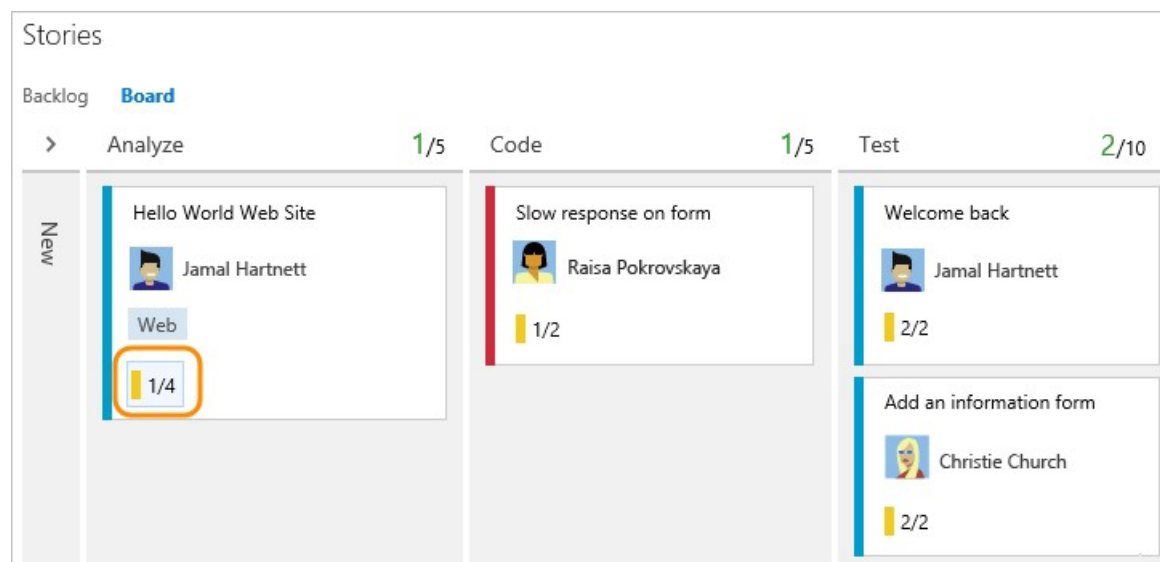 Stories
Backlog Board
> Analyze 1/5 Code 1/5 Test 2/10
New
Hello World Web Site
Jamal Hartnett
Web
1/4
Slow response on form
Raisa Pokrovskaya
1/2
Welcome back
Jamal Hartnett
2/2
Add an information form
Christie Church
2/2